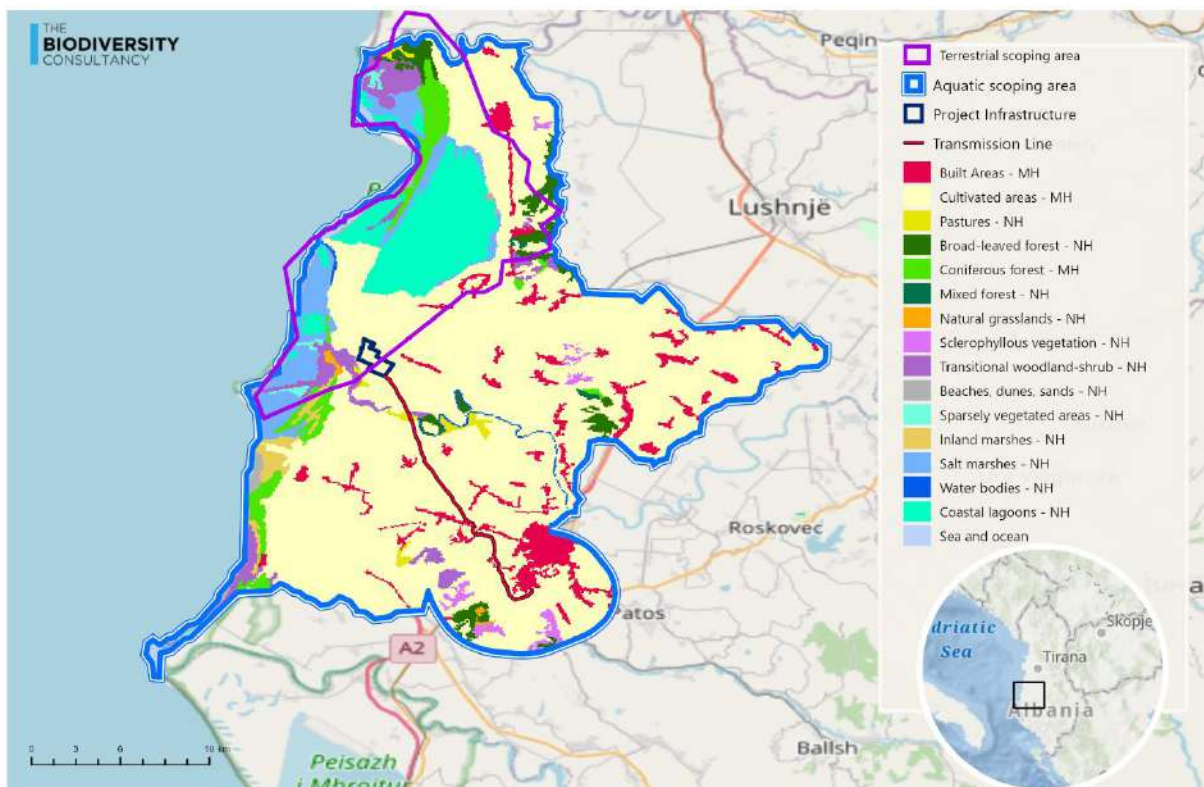 THE
BIODIVERSITY
CONSULTANCY
Peqin
Lushnjë
Roskovec
Patos
A2
Ballsh
Peisazh
i Mbrojtur
0 3 6 10 km
Terrestrial scoping area
Aquatic scoping area
Project Infrastructure
Transmission Line
Built Areas - MH
Cultivated areas - MH
Pastures - NH
Broad-leaved forest - NH
Coniferous forest - MH
Mixed forest - NH
Natural grasslands - NH
Sclerophyllous vegetation - NH
Transitional woodland-shrub - NH
Beaches, dunes, sands - NH
Sparsely vegetated areas - NH
Inland marshes - NH
Salt marshes - NH
Water bodies - NH
Coastal lagoons - NH
Sea and ocean
driatic
Sea
Skopje
Tirana
Albania